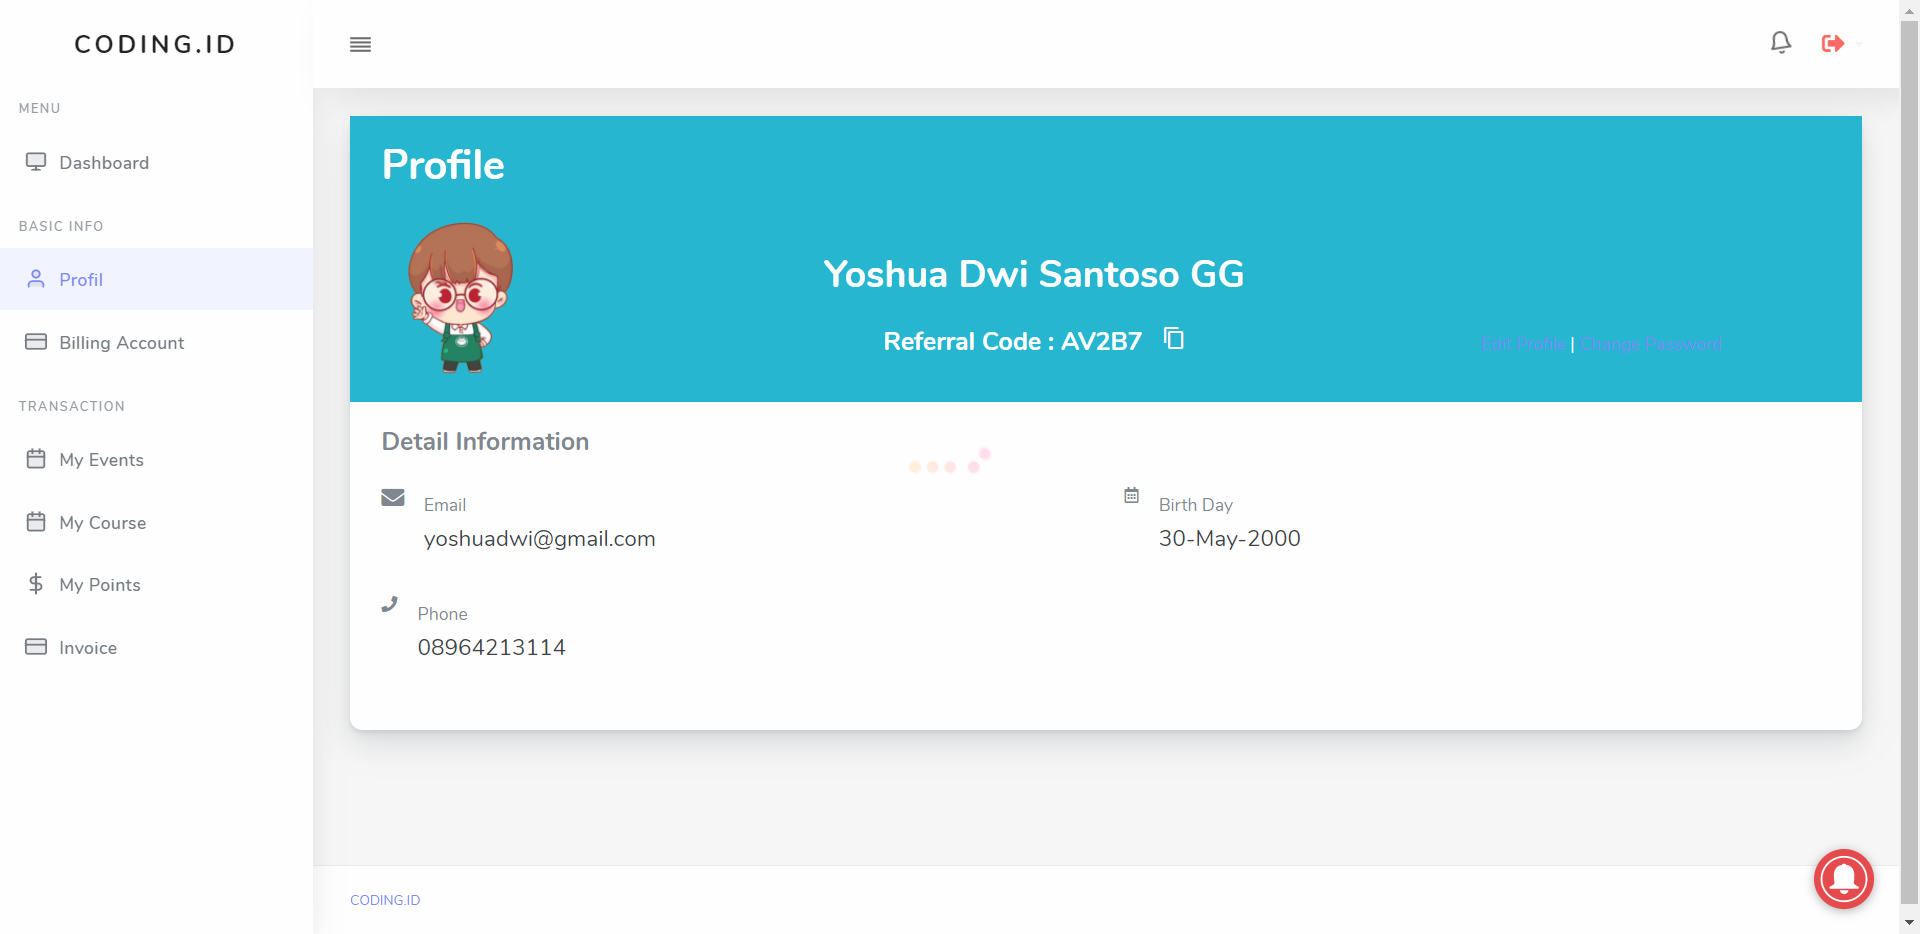 CODING.ID
MENU
Dashboard
BASIC INFO
Profil
Billing Account
TRANSACTION
My Events
My Course
My Points
Invoice
Profile
Yoshua Dwi Santoso GG
Referral Code : AV2B7
Edit Profile | Change Password
Detail Information
Email
yoshuadwi@gmail.com
Birth Day
30-May-2000
Phone
08964213114
CODING.ID